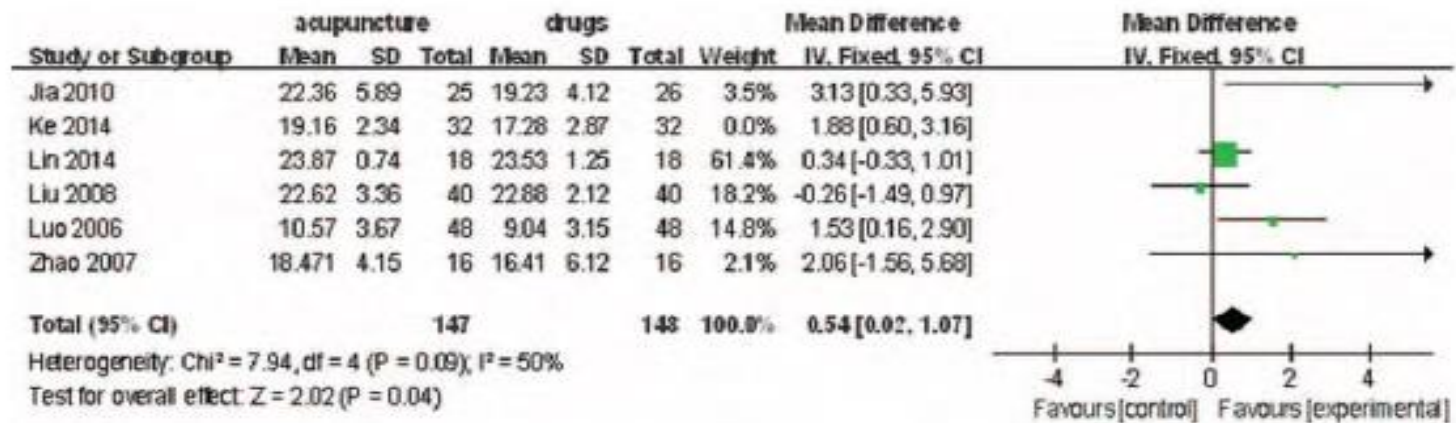 acupuncture drugs Mean Difference Mean Difference
Study or Subgroup Mean SD Total Mean SD Total Weight IV, Fixed, 95% CI IV, Fixed, 95% CI
Jia 2010 22.36 5.89 25 19.23 4.12 26 3.5% 3.13 [0.33, 5.93]
Ke 2014 19.16 2.34 32 17.28 2.87 32 0.0% 1.88 [0.60, 3.16]
Lin 2014 23.87 0.74 18 23.53 1.25 18 61.4% 0.34 [-0.33, 1.01]
Liu 2008 22.62 3.36 40 22.88 2.12 40 18.2% -0.26 [-1.49, 0.97]
Luo 2006 10.57 3.67 48 9.04 3.15 48 14.8% 1.53 [0.16, 2.90]
Zhao 2007 18.471 4.15 16 16.41 6.12 16 2.1% 2.06 [-1.56, 5.68]
Total (95% CI) 147 148 100.0% 0.54 [0.02, 1.07]
Heterogeneity: Chi² = 7.94, df = 4 (P = 0.09); I² = 50%
Test for overall effect: Z = 2.02 (P = 0.04)
-4 -2 0 2 4
Favours [control] Favours [experimental]